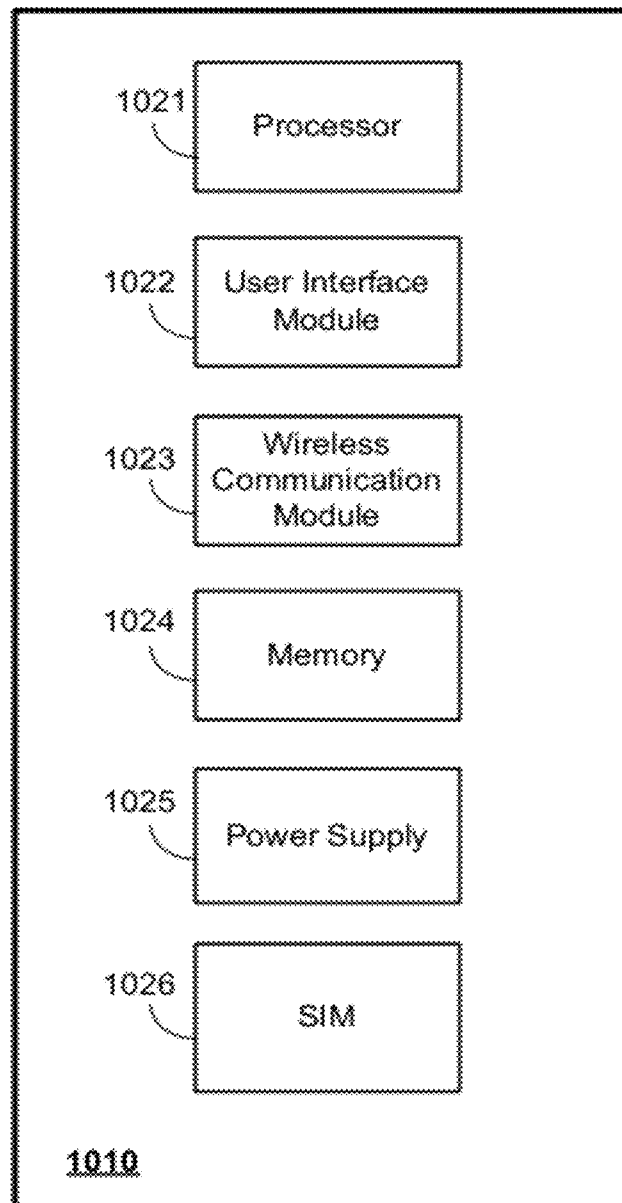 1021
Processor
1022
User Interface
Module
1023
Wireless
Communication
Module
1024
Memory
1025
Power Supply
1026
SIM
1010